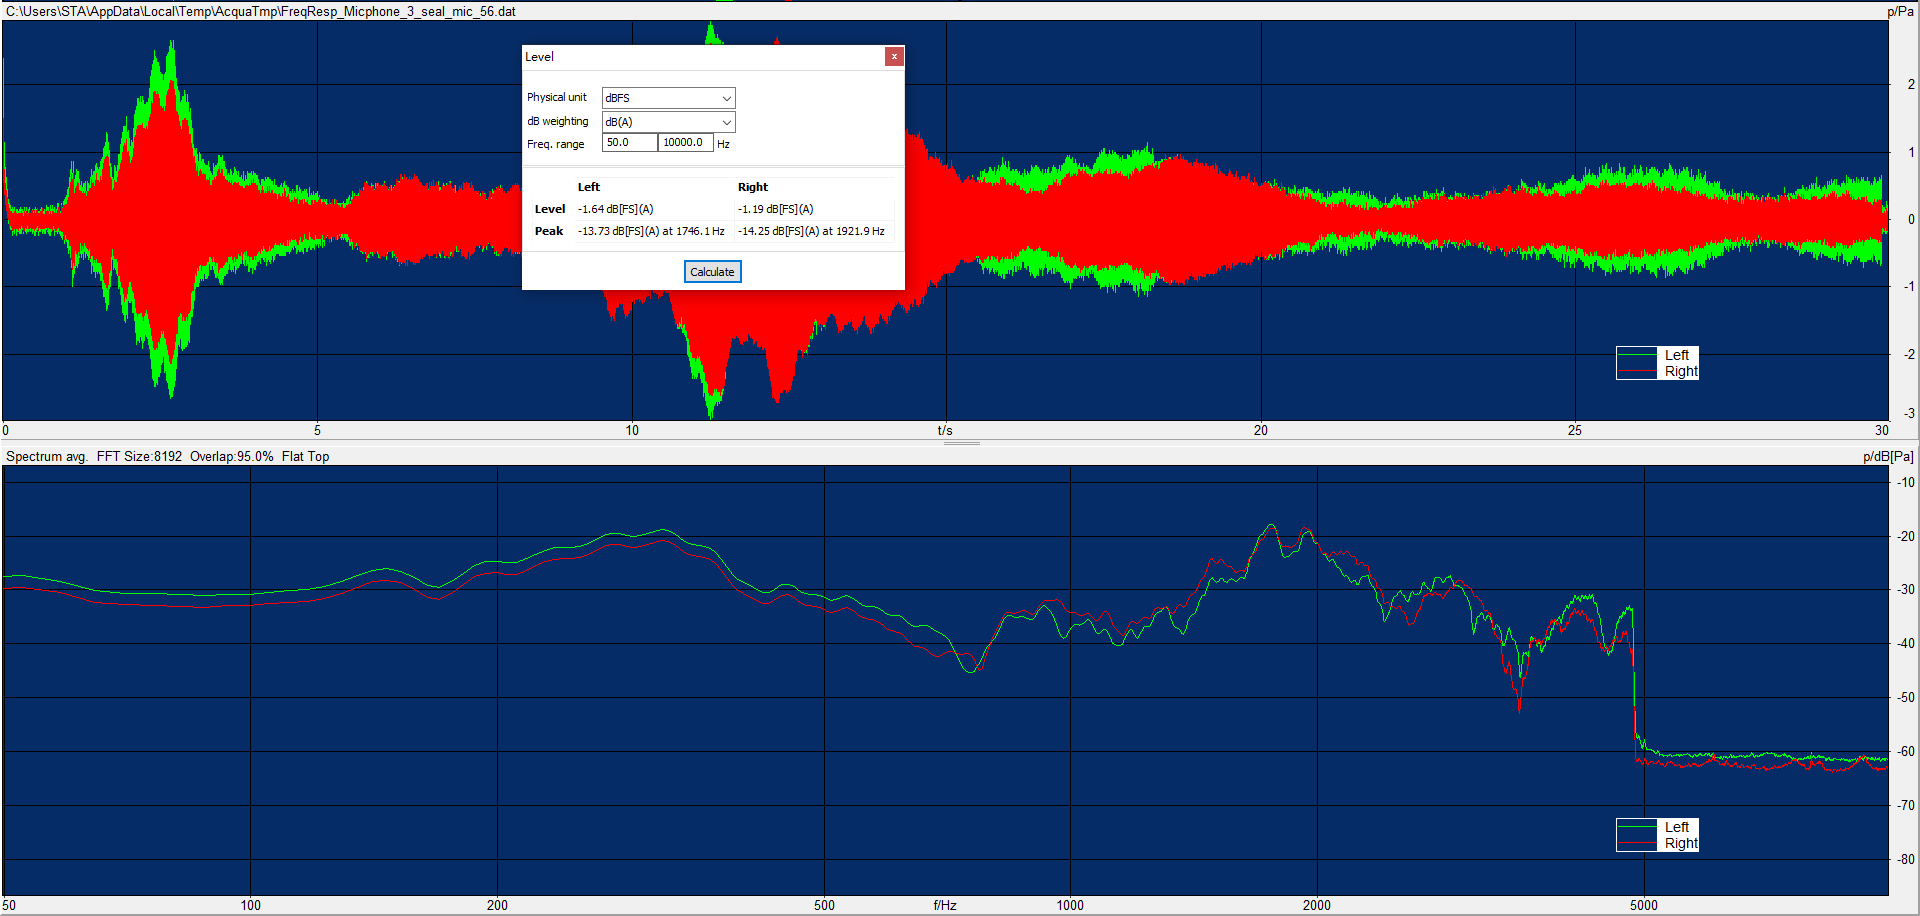 C:\Users\STA\AppData\Local\Temp\AcquaTmp\FreqResp_Micphone_3_seal_mic_56.dat
p/Pa
Level
x
Physical unit dBFS
dB weighting dB(A)
Freq. range 50.0 10000.0 Hz
Left Right
Level -1.64 dB[FS](A) -1.19 dB[FS](A)
Peak -13.73 dB[FS](A) at 1746.1 Hz -14.25 dB[FS](A) at 1921.9 Hz
Calculate
2
1
0
-1
-2
-3
Left
Right
0 5 10 t/s 20 25 30
Spectrum avg. FFT Size:8192 Overlap:95.0% Flat Top
p/dB[Pa]
-10
-20
-30
-40
-50
-60
-70
-80
Left
Right
50 100 200 500 f/Hz 1000 2000 5000